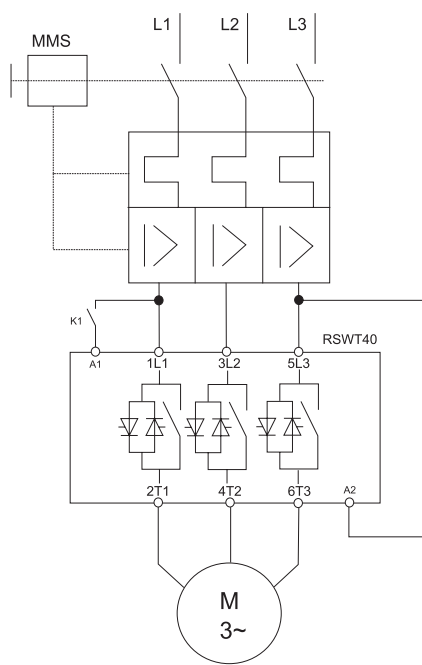 L1 L2 L3
MMS
K1
RSWT40
A1 1L1 3L2 5L3
2T1 4T2 6T3 A2
M
3~